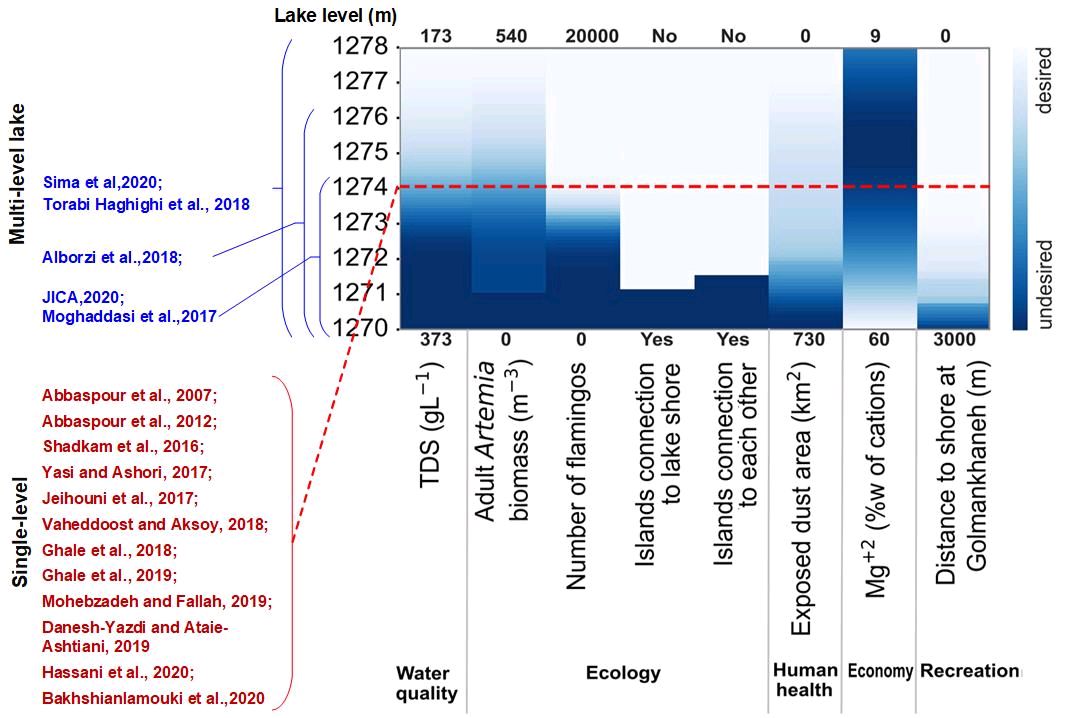 Lake level (m)
173 540 20000 No No 0 9 0
1278
1277
1276
1275
1274
1273
1272
1271
1270
373 0 0 Yes Yes 730 60 3000
desired
undesired
Multi-level lake
Sima et al,2020;
Torabi Haghighi et al., 2018
Alborzi et al.,2018;
JICA,2020;
Moghaddasi et al.,2017
Single-level
Abbaspour et al., 2007;
Abbaspour et al., 2012;
Shadkam et al., 2016;
Yasi and Ashori, 2017;
Jeihouni et al., 2017;
Vaheddoost and Aksoy, 2018;
Ghale et al., 2018;
Ghale et al., 2019;
Mohebzadeh and Fallah, 2019;
Danesh-Yazdi and Ataie-
Ashtiani, 2019
Hassani et al., 2020;
Bakhshianlamouki et al.,2020
TDS (gL⁻¹)
Adult Artemia
biomass (m⁻³)
Number of flamingos
Islands connection
to lake shore
Islands connection
to each other
Exposed dust area (km²)
Mg⁺² (%w of cations)
Distance to shore at
Golmankhaneh (m)
Water
quality
Ecology
Human
health
Economy
Recreation